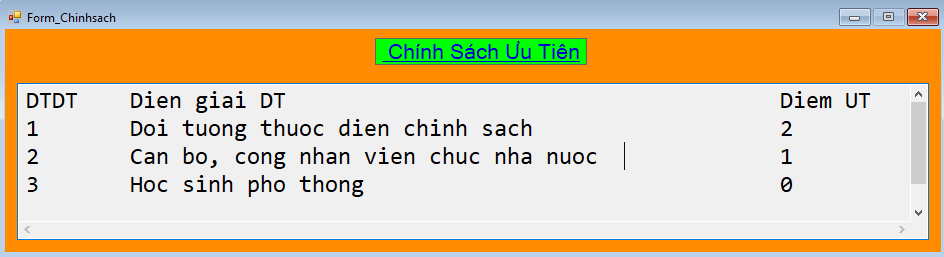 Form_Chinhsach
Chính Sách Ưu Tiên
DTDT Dien giai DT Diem UT
1 Doi tuong thuoc dien chinh sach 2
2 Can bo, cong nhan vien chuc nha nuoc 1
3 Hoc sinh pho thong 0